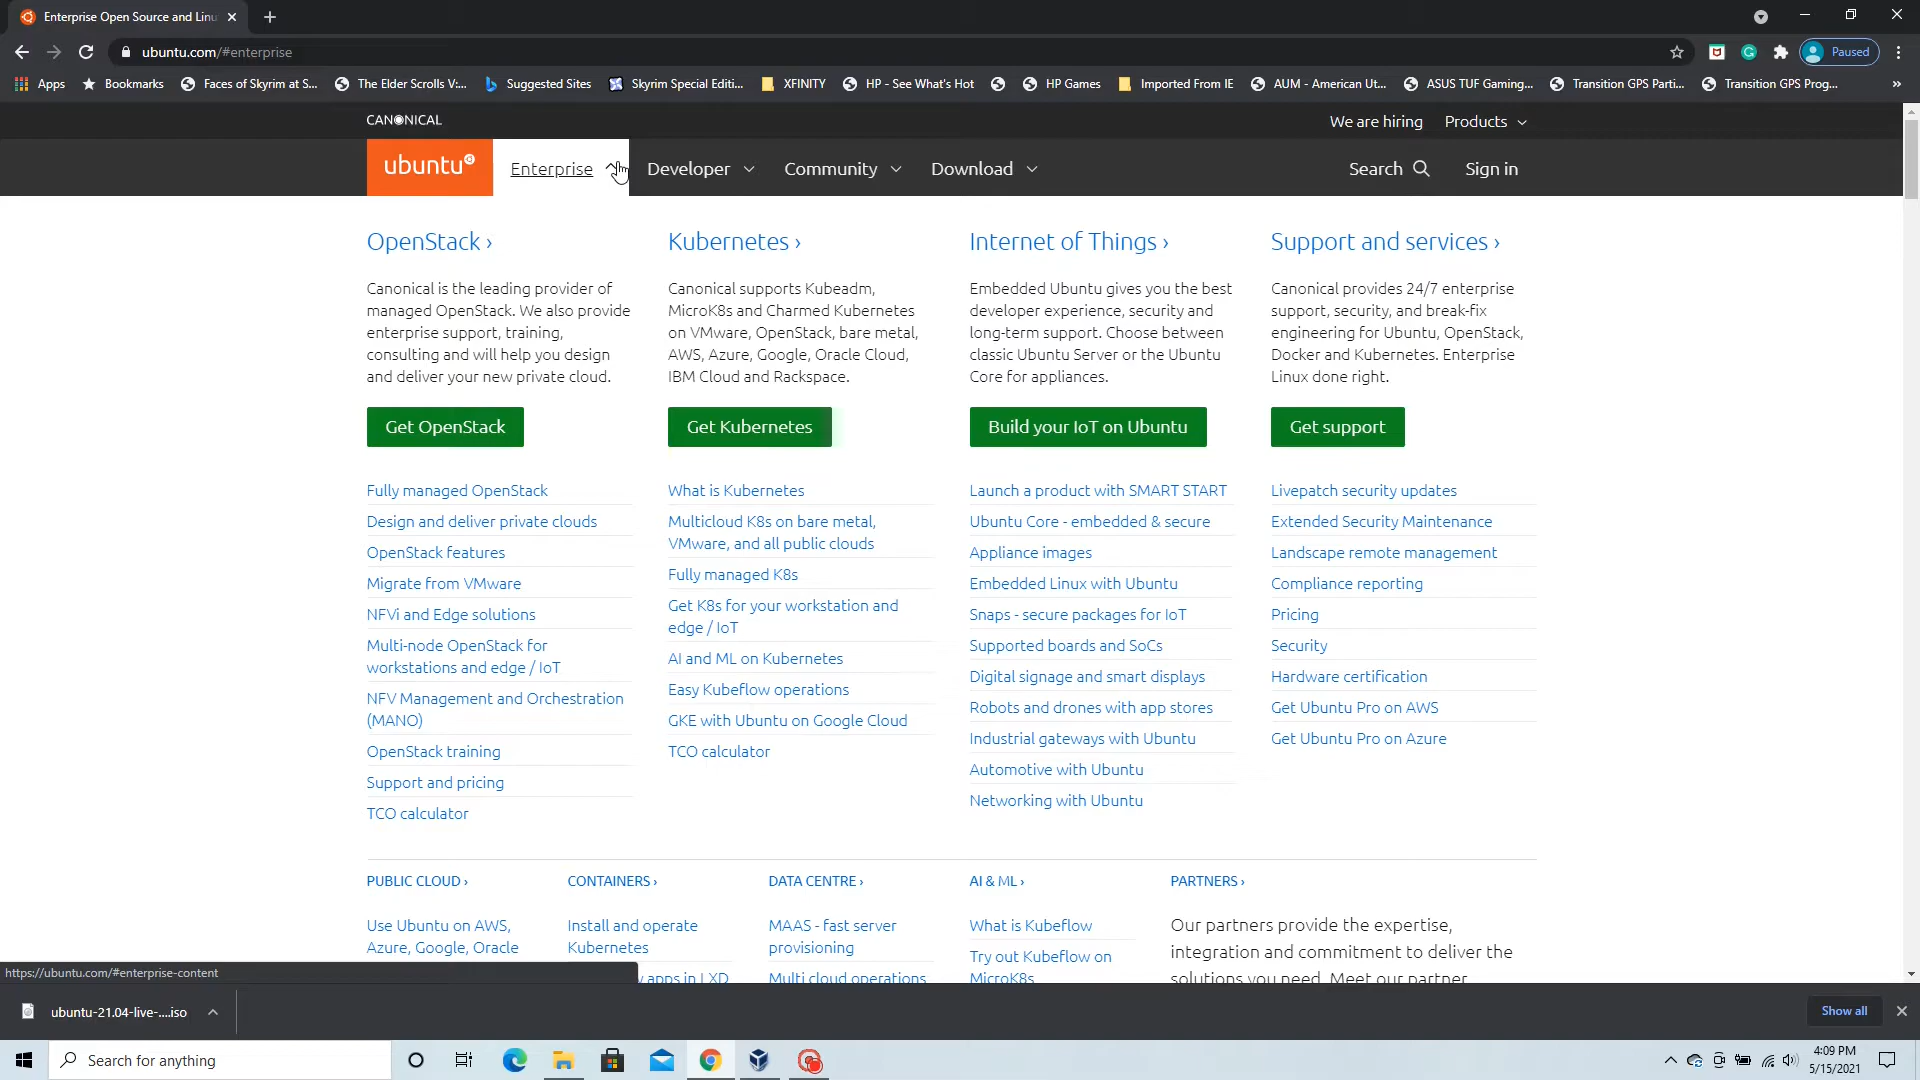 Enterprise Open Source and Linu
ubuntu.com/#enterprise
Paused
Apps
Bookmarks
Faces of Skyrim at S...
The Elder Scrolls V:...
Suggested Sites
Skyrim Special Editi...
XFINITY
HP - See What's Hot
HP Games
Imported From IE
AUM - American Ut...
ASUS TUF Gaming...
Transition GPS Parti...
Transition GPS Prog...
CANONICAL
We are hiring
Products
ubuntu
Enterprise
Developer
Community
Download
Search
Sign in
OpenStack ›
Canonical is the leading provider of
managed OpenStack. We also provide
enterprise support, training,
consulting and will help you design
and deliver your new private cloud.
Get OpenStack
Fully managed OpenStack
Design and deliver private clouds
OpenStack features
Migrate from VMware
NFVi and Edge solutions
Multi-node OpenStack for
workstations and edge / IoT
NFV Management and Orchestration
(MANO)
OpenStack training
Support and pricing
TCO calculator
Kubernetes ›
Canonical supports Kubeadm,
MicroK8s and Charmed Kubernetes
on VMware, OpenStack, bare metal,
AWS, Azure, Google, Oracle Cloud,
IBM Cloud and Rackspace.
Get Kubernetes
What is Kubernetes
Multicloud K8s on bare metal,
VMware, and all public clouds
Fully managed K8s
Get K8s for your workstation and
edge / IoT
AI and ML on Kubernetes
Easy Kubeflow operations
GKE with Ubuntu on Google Cloud
TCO calculator
Internet of Things ›
Embedded Ubuntu gives you the best
developer experience, security and
long-term support. Choose between
classic Ubuntu Server or the Ubuntu
Core for appliances.
Build your IoT on Ubuntu
Launch a product with SMART START
Ubuntu Core - embedded & secure
Appliance images
Embedded Linux with Ubuntu
Snaps - secure packages for IoT
Supported boards and SoCs
Digital signage and smart displays
Robots and drones with app stores
Industrial gateways with Ubuntu
Automotive with Ubuntu
Networking with Ubuntu
Support and services ›
Canonical provides 24/7 enterprise
support, security, and break-fix
engineering for Ubuntu, OpenStack,
Docker and Kubernetes. Enterprise
Linux done right.
Get support
Livepatch security updates
Extended Security Maintenance
Landscape remote management
Compliance reporting
Pricing
Security
Hardware certification
Get Ubuntu Pro on AWS
Get Ubuntu Pro on Azure
PUBLIC CLOUD ›
Use Ubuntu on AWS,
Azure, Google, Oracle
CONTAINERS ›
Install and operate
Kubernetes
apps in LXD
DATA CENTRE ›
MAAS - fast server
provisioning
Multi cloud operations
AI & ML ›
What is Kubeflow
Try out Kubeflow on
MicroK8s
PARTNERS ›
Our partners provide the expertise,
integration and commitment to deliver the
solutions you need. Meet our partner
https://ubuntu.com/#enterprise-content
ubuntu-21.04-live-....iso
Show all
Search for anything
4:09 PM
5/15/2021